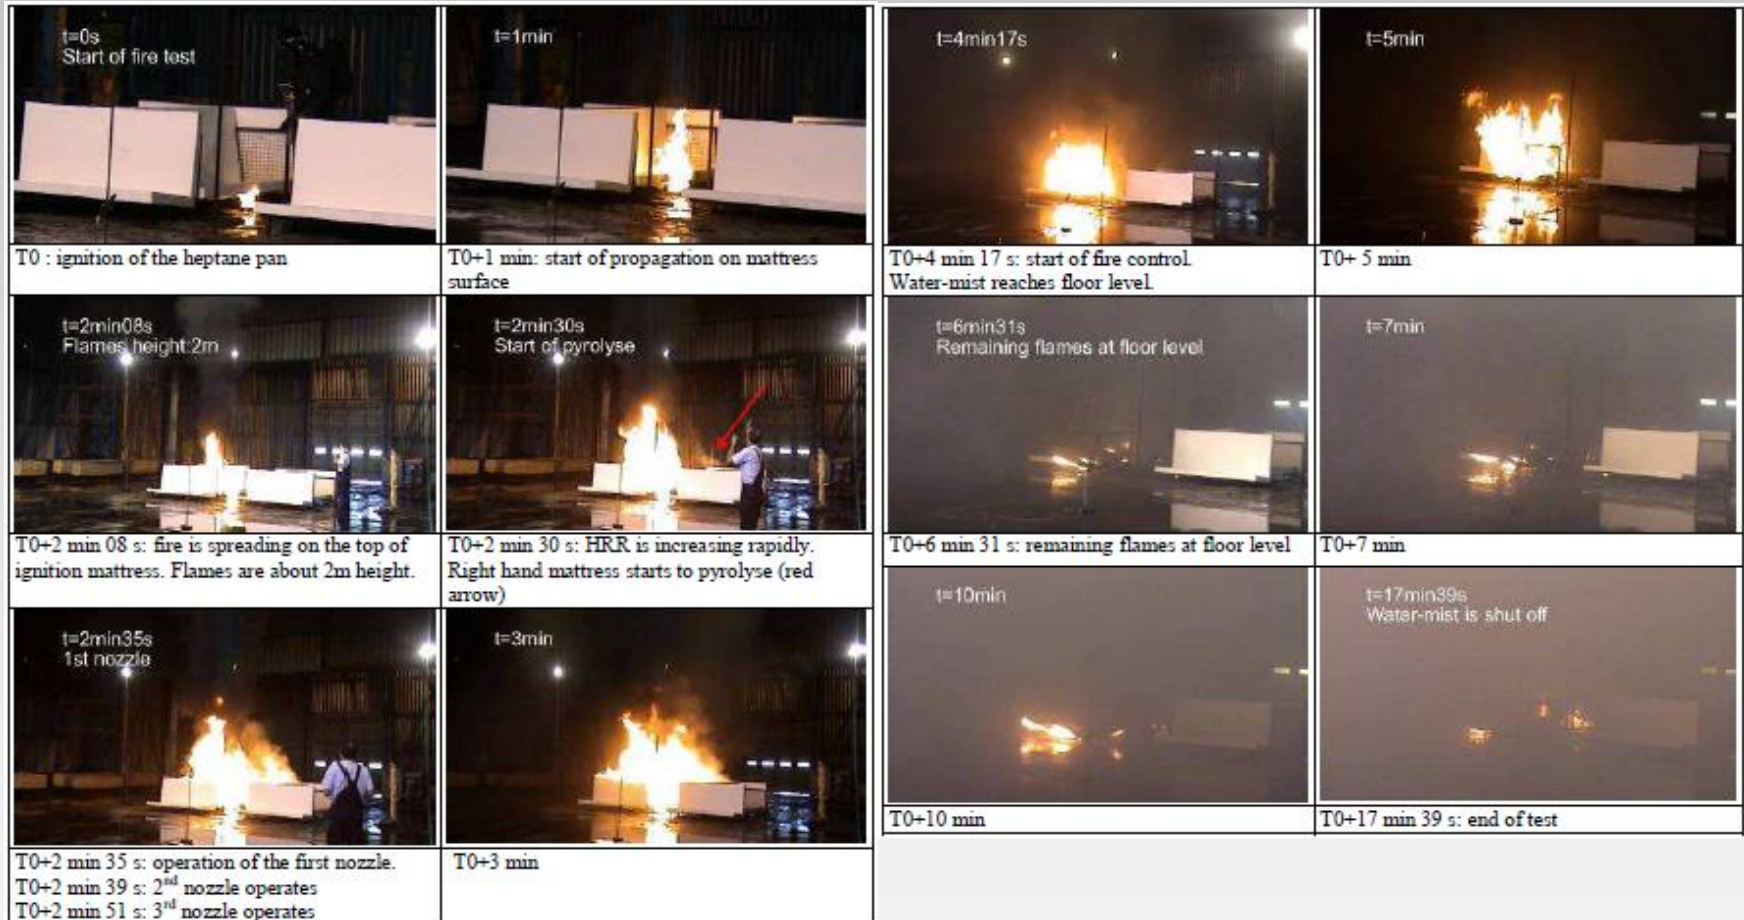 t=0s
Start of fire test
t=1min
T0 : ignition of the heptane pan
T0+1 min: start of propagation on mattress
surface
t=2min08s
Flames height:2m
t=2min30s
Start of pyrolyse
T0+2 min 08 s: fire is spreading on the top of
ignition mattress. Flames are about 2m height.
T0+2 min 30 s: HRR is increasing rapidly.
Right hand mattress starts to pyrolyse (red
arrow)
t=2min35s
1st nozzle
t=3min
T0+2 min 35 s: operation of the first nozzle.
T0+2 min 39 s: 2nd nozzle operates
T0+2 min 51 s: 3rd nozzle operates
T0+3 min
t=4min17s
t=5min
T0+4 min 17 s: start of fire control.
Water-mist reaches floor level.
T0+ 5 min
t=6min31s
Remaining flames at floor level
t=7min
T0+6 min 31 s: remaining flames at floor level
T0+7 min
t=10min
t=17min39s
Water-mist is shut off
T0+10 min
T0+17 min 39 s: end of test